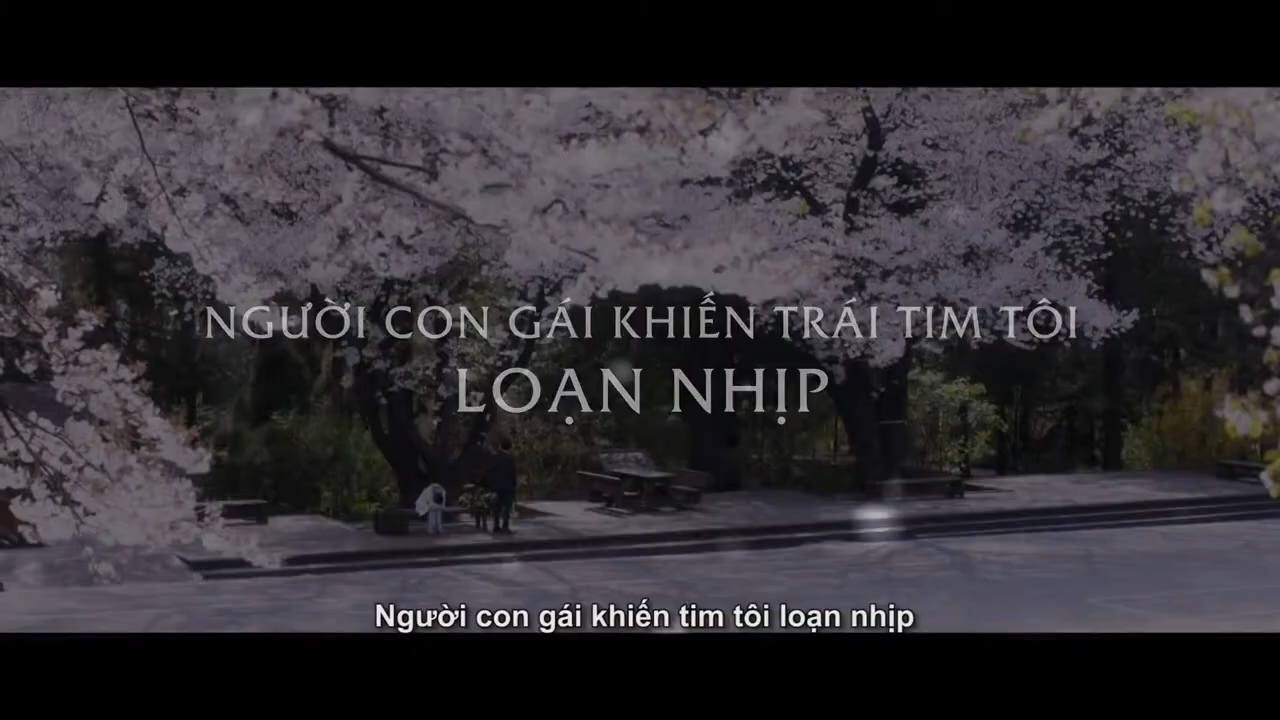 NGƯỜI CON GÁI KHIẾN TRÁI TIM TÔI
LOẠN NHỊP
Người con gái khiến tim tôi loạn nhịp